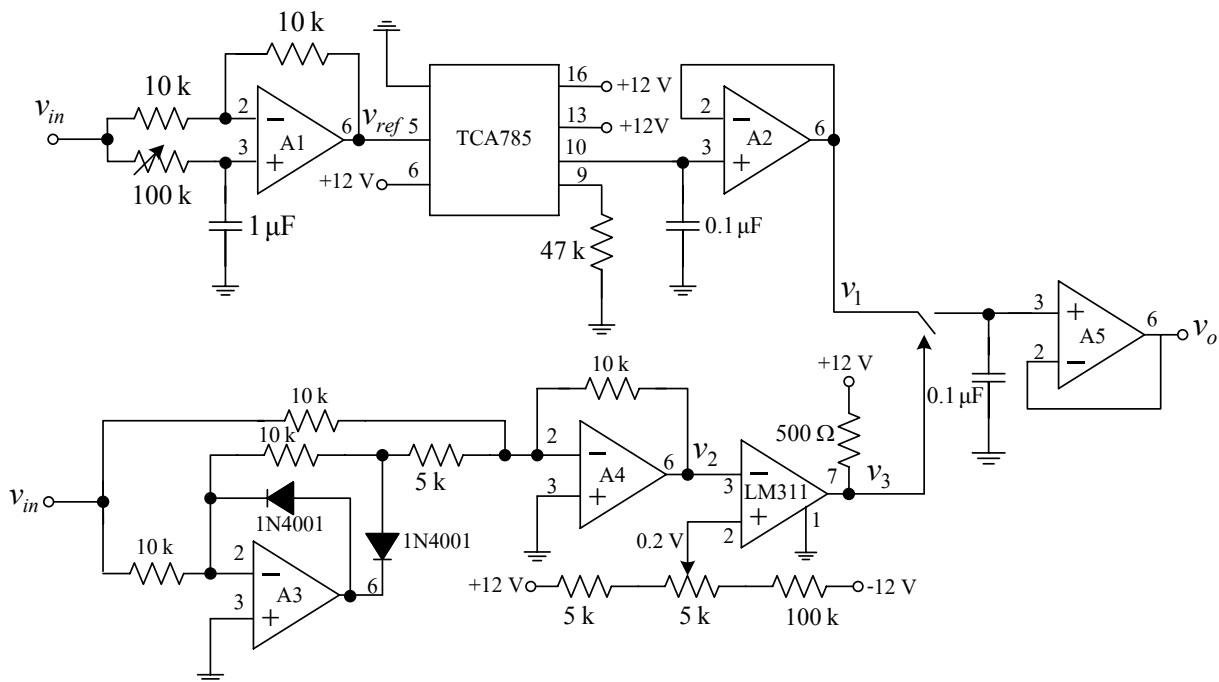 10 k
10 k
v_in
2
3
A1
6
v_ref
5
100 k
1 μF
+12 V
6
TCA785
16
+12 V
13
+12V
10
9
47 k
0.1 μF
2
3
A2
6
v_1
3
2
A5
6
v_o
0.1 μF
10 k
10 k
5 k
v_in
1N4001
1N4001
10 k
2
3
A3
6
10 k
2
3
A4
6
v_2
3
2
LM311
7
1
v_3
+12 V
500 Ω
0.2 V
+12 V
5 k
5 k
100 k
-12 V